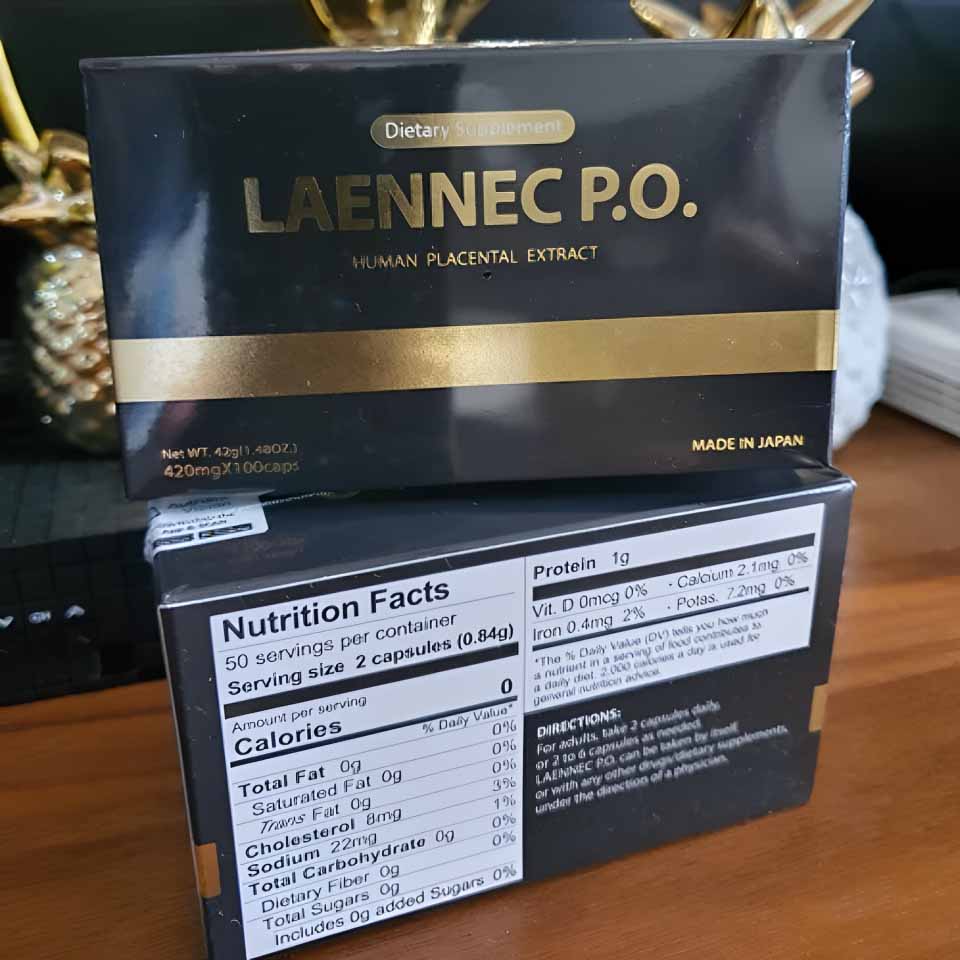 Dietary Supplement
LAENNEC P.O.
HUMAN PLACENTAL EXTRACT
Net WT. 42g(1.48OZ.)
420mgX100caps
MADE IN JAPAN
Nutrition Facts
50 servings per container
Serving size 2 capsules (0.84g)
Amount per serving
Calories 0
% Daily Value*
Total Fat 0g 0%
Saturated Fat 0g 0%
Trans Fat 0g 0%
Cholesterol 8mg 3%
Sodium 22mg 1%
Total Carbohydrate 0g 0%
Dietary Fiber 0g 0%
Total Sugars 0g
Includes 0g added Sugars 0%
Protein 1g
Vit. D 0mcg 0% · Calcium 2.1mg 0%
Iron 0.4mg 2% · Potas. 7.2mg 0%
*The % Daily Value (DV) tells you how much
a nutrient in a serving of food contributes to
a daily diet. 2,000 calories a day is used for
general nutrition advice.
DIRECTIONS:
For adults, take 2 capsules daily,
or 2 to 6 capsules as needed.
LAENNEC P.O. can be taken by itself
or with any other drugs/dietary supplements,
under the direction of a physician.
CH